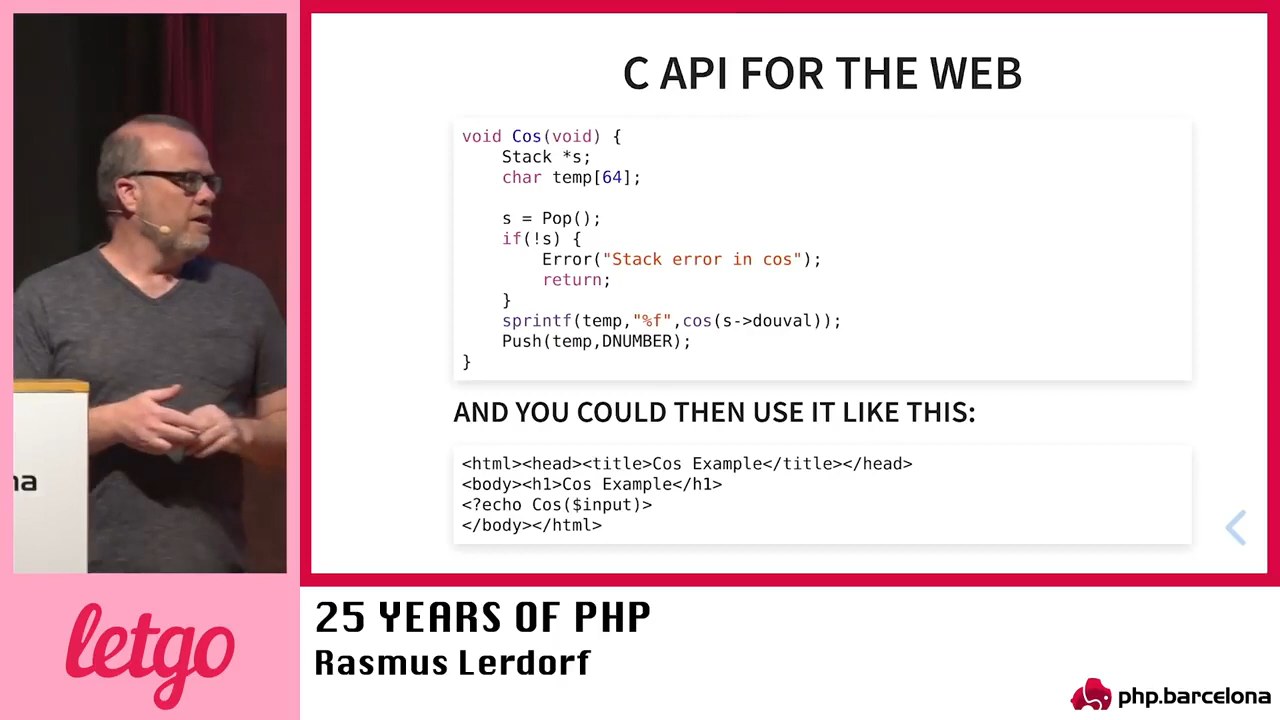 C API FOR THE WEB
void Cos(void) {
    Stack *s;
    char temp[64];

    s = Pop();
    if(!s) {
        Error("Stack error in cos");
        return;
    }
    sprintf(temp,"%f",cos(s->douval));
    Push(temp,DNUMBER);
}
AND YOU COULD THEN USE IT LIKE THIS:
<html><head><title>Cos Example</title></head>
<body><h1>Cos Example</h1>
<?echo Cos($input)>
</body></html>
na
letgo
25 YEARS OF PHP
Rasmus Lerdorf
php.barcelona